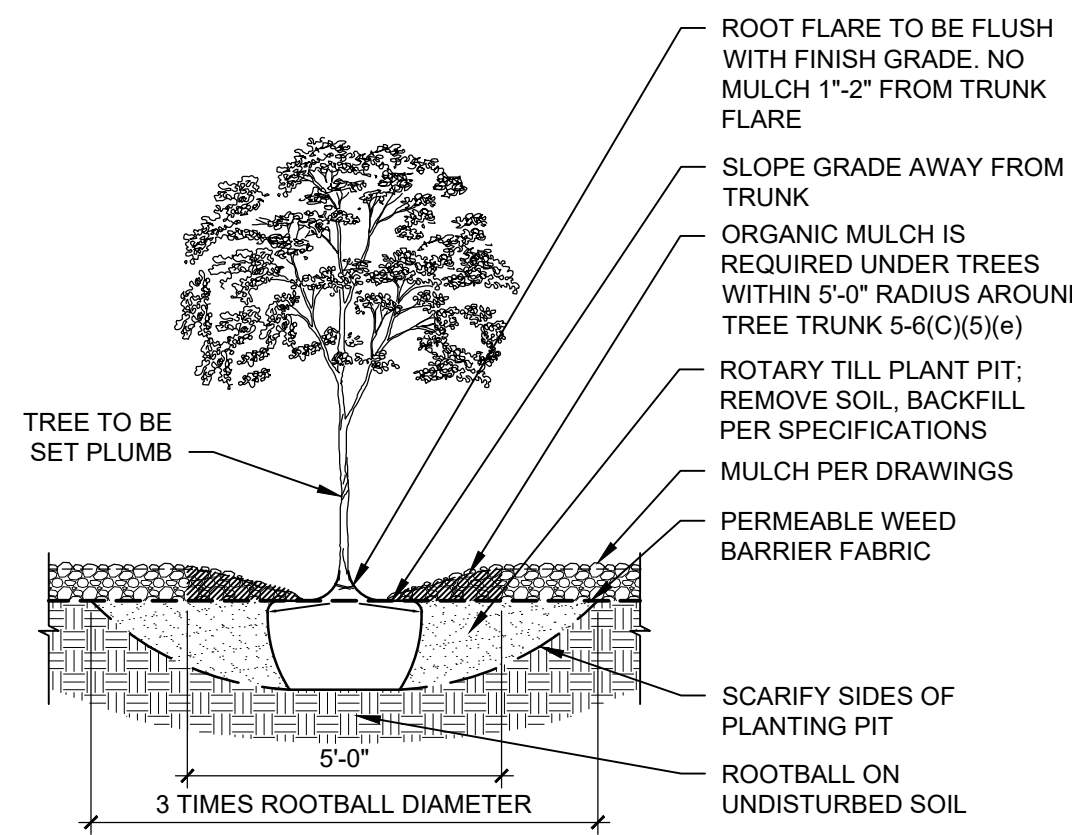 ROOT FLARE TO BE FLUSH
WITH FINISH GRADE. NO
MULCH 1"-2" FROM TRUNK
FLARE
SLOPE GRADE AWAY FROM
TRUNK
ORGANIC MULCH IS
REQUIRED UNDER TREES
WITHIN 5'-0" RADIUS AROUN
TREE TRUNK 5-6(C)(5)(e)
ROTARY TILL PLANT PIT;
REMOVE SOIL, BACKFILL
PER SPECIFICATIONS
TREE TO BE
SET PLUMB
MULCH PER DRAWINGS
PERMEABLE WEED
BARRIER FABRIC
SCARIFY SIDES OF
PLANTING PIT
5'-0"
ROOTBALL ON
UNDISTURBED SOIL
3 TIMES ROOTBALL DIAMETER